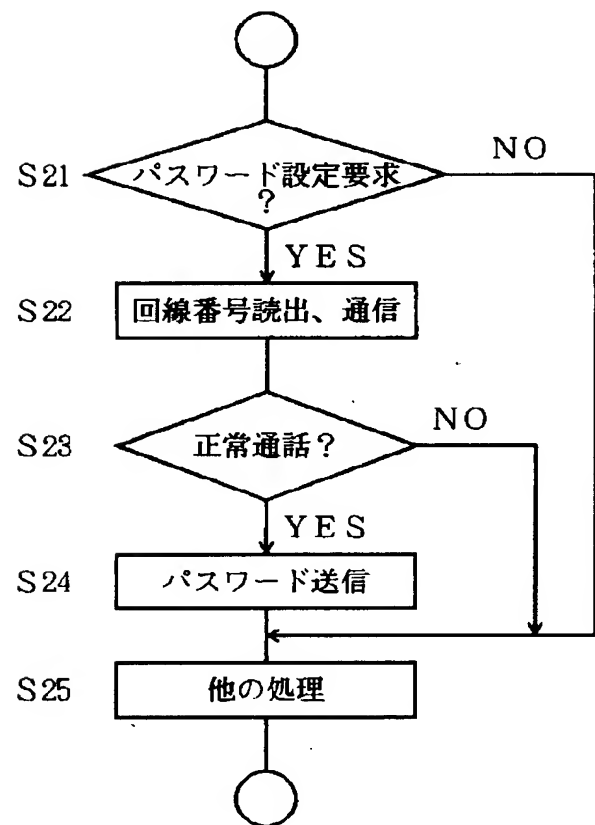 S21
パスワード設定要求
?
NO
YES
S22
回線番号読出、通信
S23
正常通話?
NO
YES
S24
パスワード送信
S25
他の処理